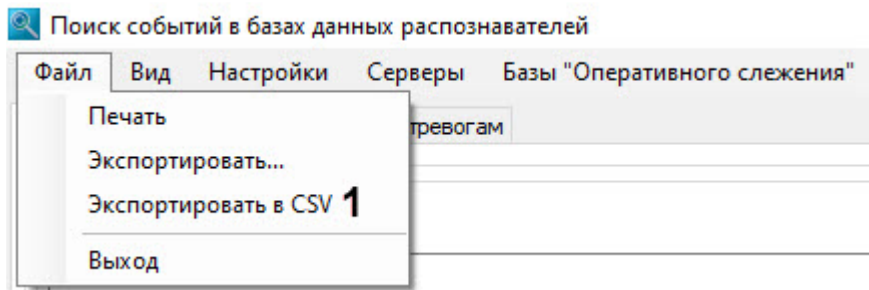 Поиск событий в базах данных распознавателей
Файл Вид Настройки Серверы Базы "Оперативного слежения"
Печать
тревогам
Экспортировать...
Экспортировать в CSV 1
Выход